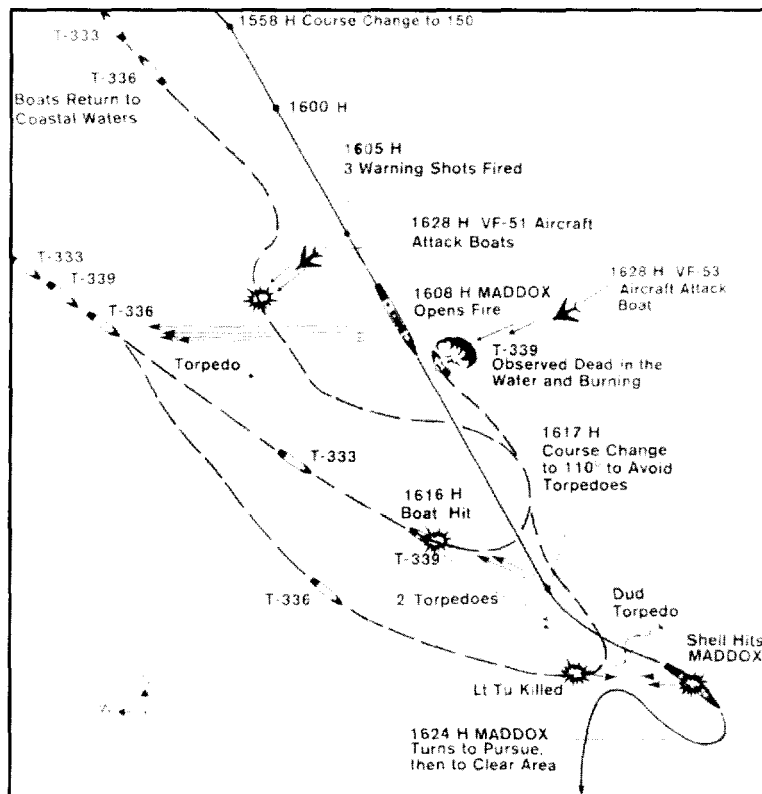 1558 H Course Change to 150
T-333
T-336
Boats Return to
Coastal Waters
1600 H
1605 H
3 Warning Shots Fired
1628 H VF-51 Aircraft
Attack Boats
T-333
T-339
T-336
1608 H MADDOX
Opens Fire
1628 H VF-53
Aircraft Attack
Boat
T-339
Observed Dead in the
Water and Burning
Torpedo
T-333
1617 H
Course Change
to 110° to Avoid
Torpedoes
1616 H
Boat Hit
T-339
T-336
2 Torpedoes
Dud
Torpedo
Shell Hits
MADDOX
Lt Tu Killed
1624 H MADDOX
Turns to Pursue,
then to Clear Area